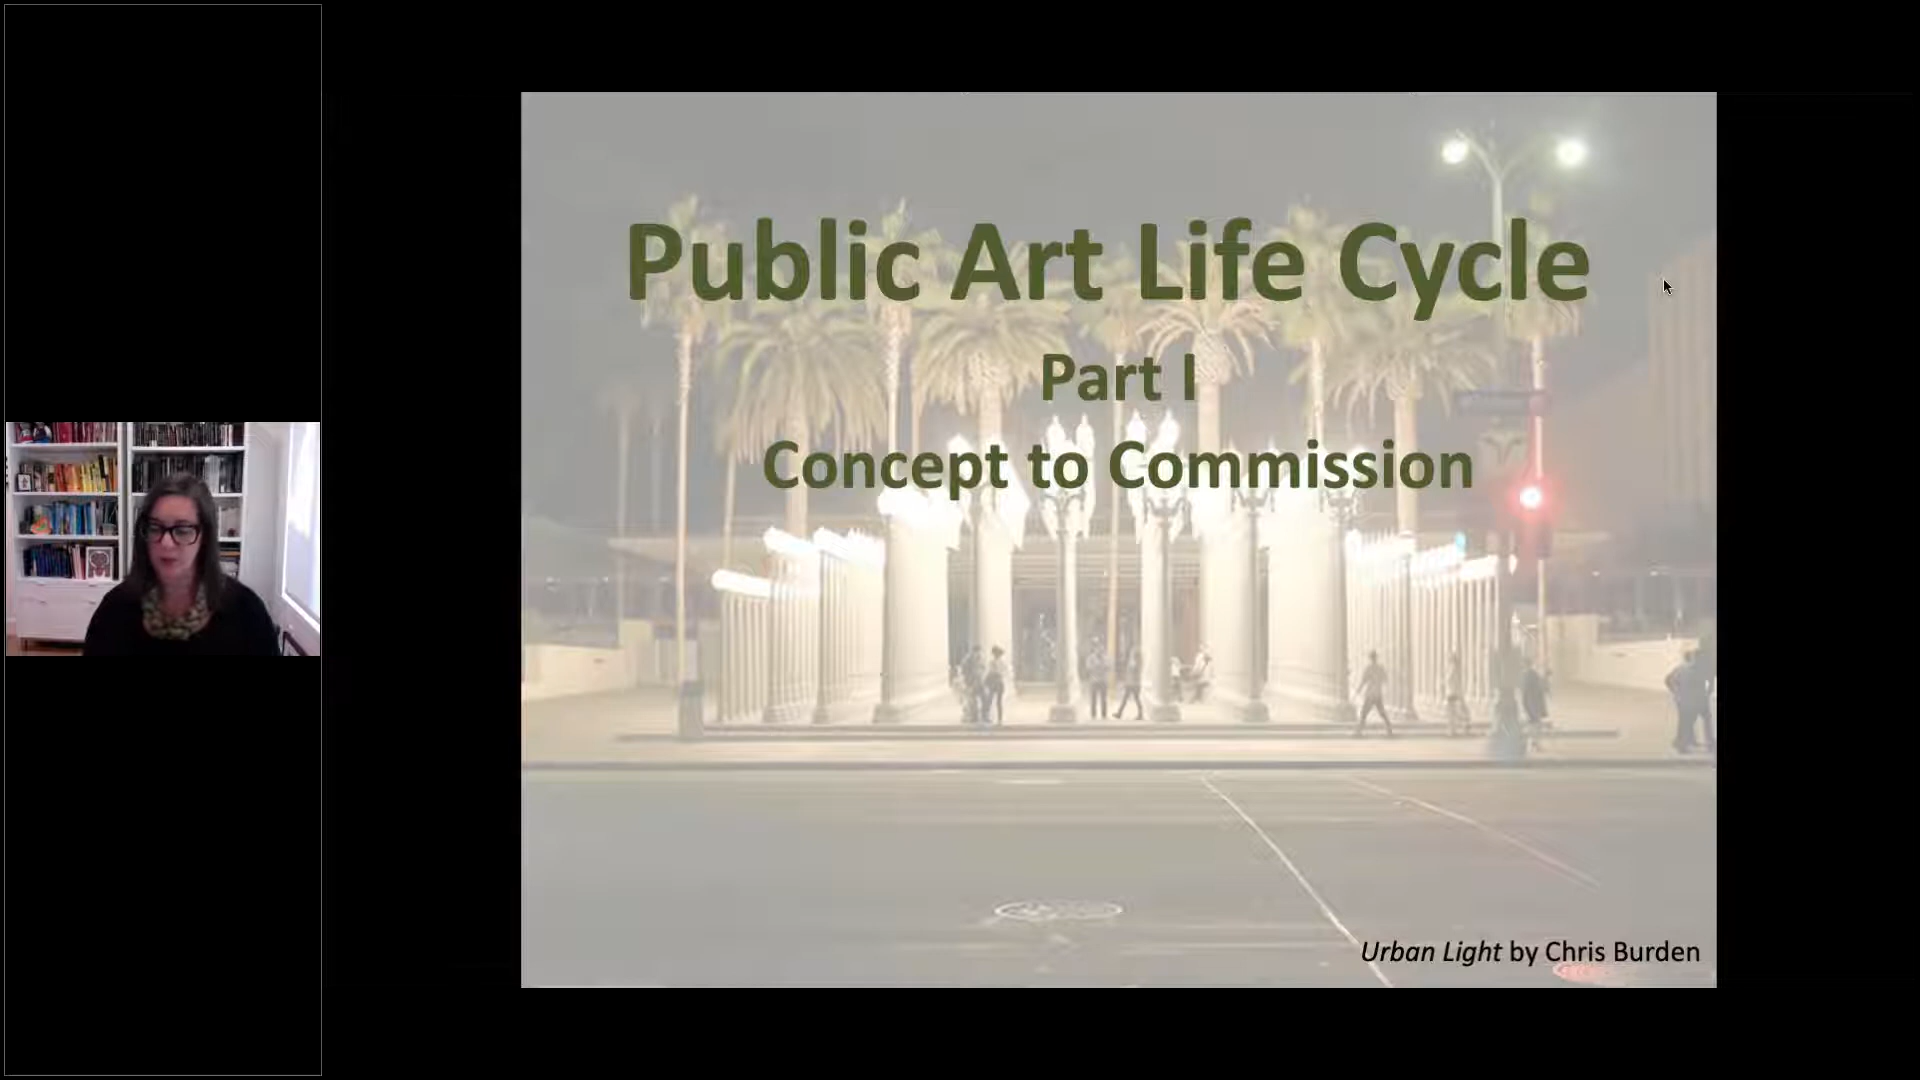 Public Art Life Cycle
Part I
Concept to Commission
Urban Light by Chris Burden